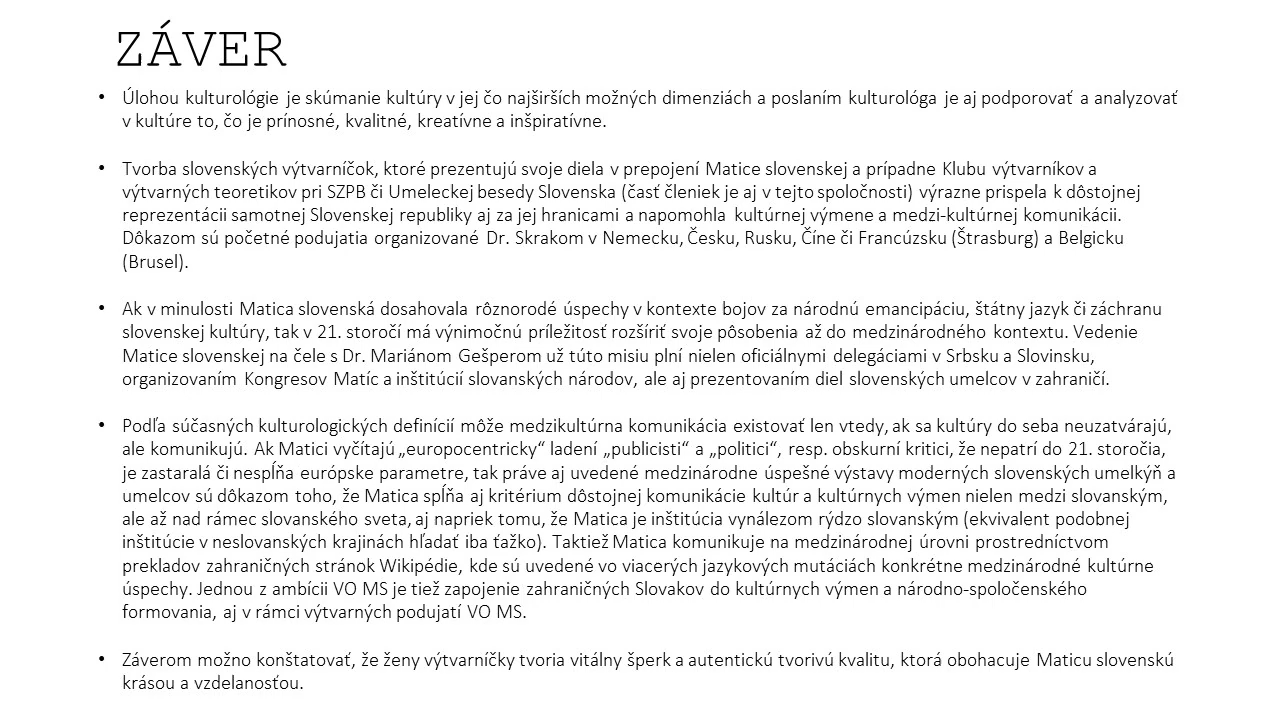 ZÁVER
• Úlohou kulturológie je skúmanie kultúry v jej čo najširších možných dimenziách a poslaním kulturológa je aj podporovať a analyzovať
v kultúre to, čo je prínosné, kvalitné, kreatívne a inšpiratívne.
• Tvorba slovenských výtvarníčok, ktoré prezentujú svoje diela v prepojení Matice slovenskej a prípadne Klubu výtvarníkov a
výtvarných teoretikov pri SZPB či Umeleckej besedy Slovenska (časť členiek je aj v tejto spoločnosti) výrazne prispela k dôstojnej
reprezentácii samotnej Slovenskej republiky aj za jej hranicami a napomohla kultúrnej výmene a medzi-kultúrnej komunikácii.
Dôkazom sú početné podujatia organizované Dr. Skrakom v Nemecku, Česku, Rusku, Číne či Francúzsku (Štrasburg) a Belgicku
(Brusel).
• Ak v minulosti Matica slovenská dosahovala rôznorodé úspechy v kontexte bojov za národnú emancipáciu, štátny jazyk či záchranu
slovenskej kultúry, tak v 21. storočí má výnimočnú príležitosť rozšíriť svoje pôsobenia až do medzinárodného kontextu. Vedenie
Matice slovenskej na čele s Dr. Mariánom Gešperom už túto misiu plní nielen oficiálnymi delegáciami v Srbsku a Slovinsku,
organizovaním Kongresov Matíc a inštitúcií slovanských národov, ale aj prezentovaním diel slovenských umelcov v zahraničí.
• Podľa súčasných kulturologických definícií môže medzikultúrna komunikácia existovať len vtedy, ak sa kultúry do seba neuzatvárajú,
ale komunikujú. Ak Matici vyčítajú „europocentricky“ ladení „publicisti“ a „politici“, resp. obskurní kritici, že nepatrí do 21. storočia,
je zastaralá či nespĺňa európske parametre, tak práve aj uvedené medzinárodne úspešné výstavy moderných slovenských umelkýň a
umelcov sú dôkazom toho, že Matica spĺňa aj kritérium dôstojnej komunikácie kultúr a kultúrnych výmen nielen medzi slovanským,
ale až nad rámec slovanského sveta, aj napriek tomu, že Matica je inštitúcia vynálezom rýdzo slovanským (ekvivalent podobnej
inštitúcie v neslovanských krajinách hľadať iba ťažko). Taktiež Matica komunikuje na medzinárodnej úrovni prostredníctvom
prekladov zahraničných stránok Wikipédie, kde sú uvedené vo viacerých jazykových mutáciách konkrétne medzinárodné kultúrne
úspechy. Jednou z ambícii VO MS je tiež zapojenie zahraničných Slovakov do kultúrnych výmen a národno-spoločenského
formovania, aj v rámci výtvarných podujatí VO MS.
• Záverom možno konštatovať, že ženy výtvarníčky tvoria vitálny šperk a autentickú tvorivú kvalitu, ktorá obohacuje Maticu slovenskú
krásou a vzdelanosťou.